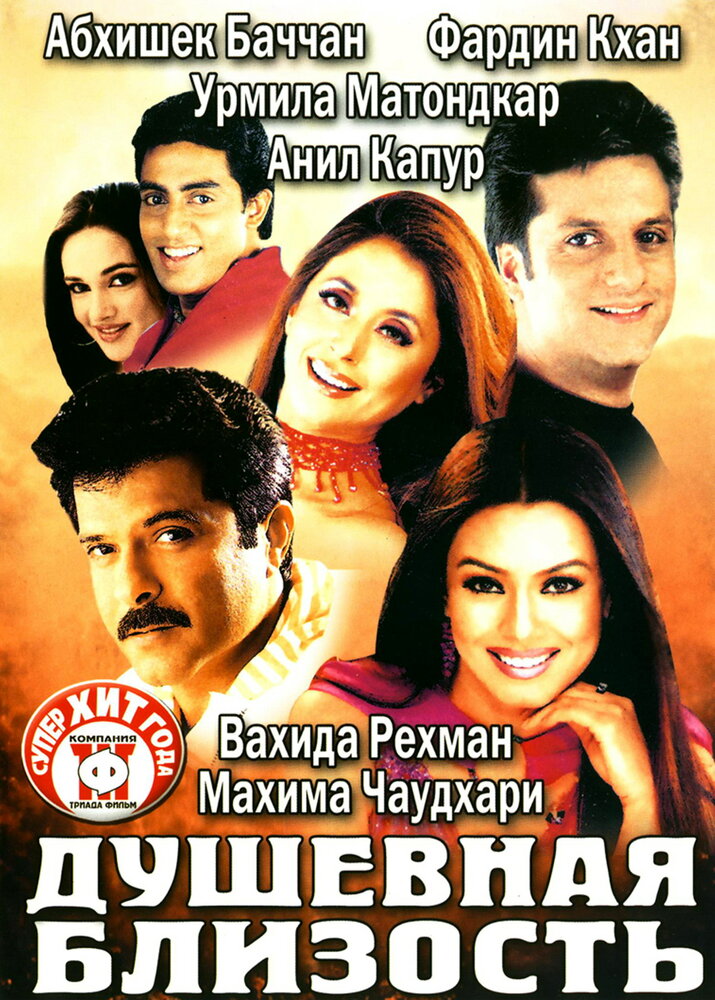 Абхишек Баччан Фардин Кхан
Урмила Матондкар
Анил Капур
СУПЕР ХИТ ГОДА
КОМПАНИЯ
ТФ
ТРИАДА ФИЛЬМ
Вахида Рехман
Махима Чаудхари
ДУШЕВНАЯ
БЛИЗОСТЬ